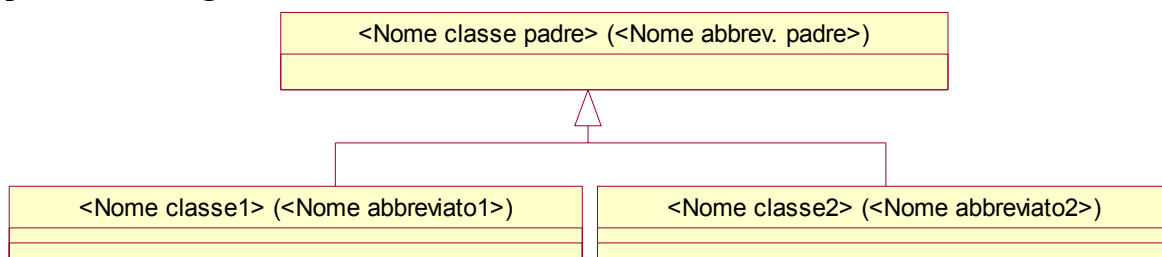 <Nome classe padre> (<Nome abbrev. padre>)
<Nome classe1> (<Nome abbreviato1>)
<Nome classe2> (<Nome abbreviato2>)